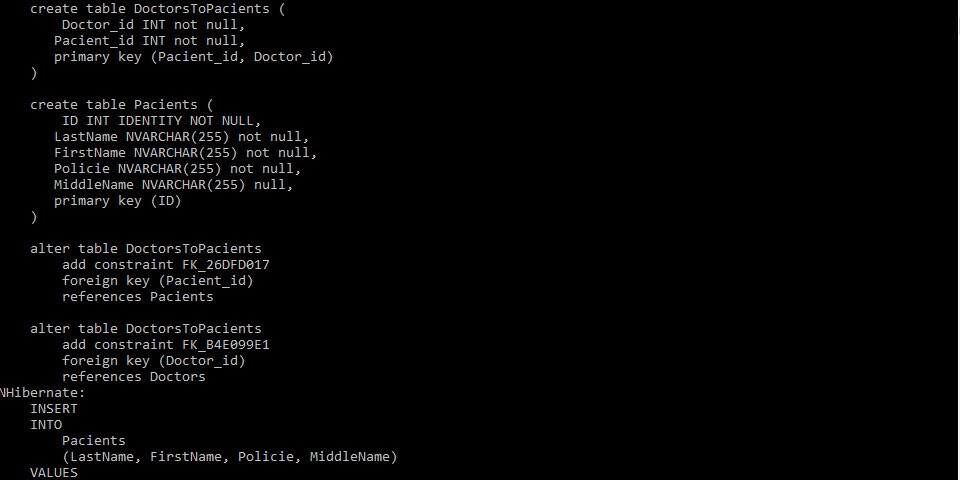 create table DoctorsToPacients (
Doctor_id INT not null,
Pacient_id INT not null,
primary key (Pacient_id, Doctor_id)
)
create table Pacients (
ID INT IDENTITY NOT NULL,
LastName NVARCHAR(255) not null,
FirstName NVARCHAR(255) not null,
Policie NVARCHAR(255) not null,
MiddleName NVARCHAR(255) null,
primary key (ID)
)
alter table DoctorsToPacients
add constraint FK_26DFD017
foreign key (Pacient_id)
references Pacients
alter table DoctorsToPacients
add constraint FK_B4E099E1
foreign key (Doctor_id)
references Doctors
NHibernate:
INSERT
INTO
Pacients
(LastName, FirstName, Policie, MiddleName)
VALUES